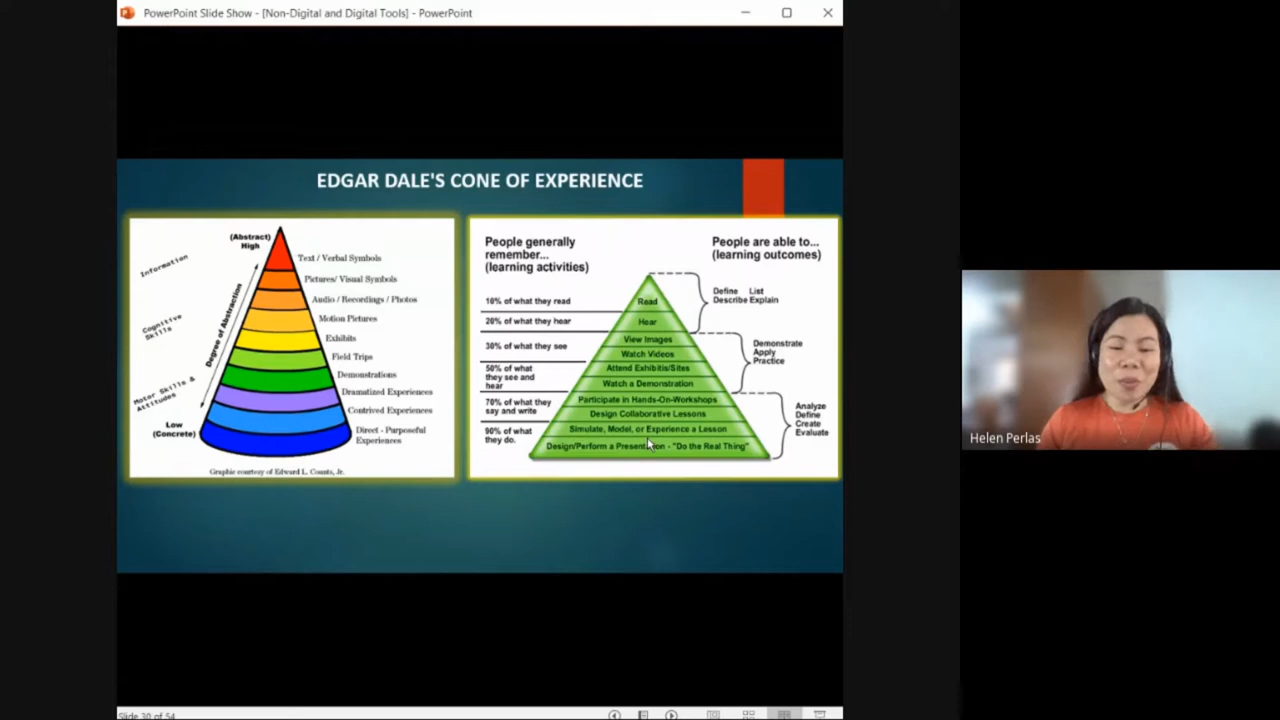 PowerPoint Slide Show - [Non-Digital and Digital Tools] - PowerPoint
EDGAR DALE'S CONE OF EXPERIENCE
(Abstract)
High
Information
Cognitive
Skills
Motor Skills &
Attitudes
Degree of Abstraction
Low
(Concrete)
Text / Verbal Symbols
Pictures/ Visual Symbols
Audio / Recordings / Photos
Motion Pictures
Exhibits
Field Trips
Demonstrations
Dramatized Experiences
Contrived Experiences
Direct - Purposeful
Experiences
Graphic courtesy of Edward L. Counts, Jr.
People generally
remember...
(learning activities)
People are able to...
(learning outcomes)
10% of what they read
20% of what they hear
30% of what they see
50% of what
they see and
hear
70% of what they
say and write
90% of what
they do.
Read
Hear
View Images
Watch Videos
Attend Exhibitis/Sites
Watch a Demonstration
Participate in Hands-On-Workshops
Design Collaborative Lessons
Simulate, Model, or Experience a Lesson
Design/Perform a Presentation - "Do the Real Thing"
Define List
Describe Explain
Demonstrate
Apply
Practice
Analyze
Define
Create
Evaluate
Helen Perlas
Slide 30 of 54